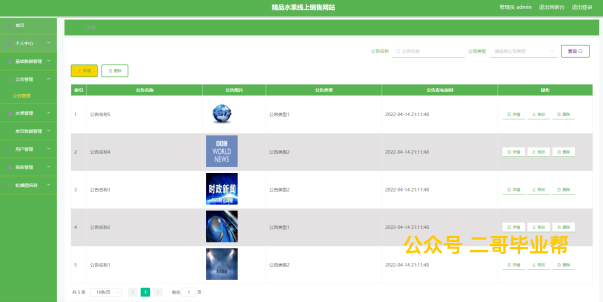 精品水果线上销售网站
管理员 admin 退出到前台 退出登录
首页
个人中心
基础数据管理
公告管理
公告管理
水果管理
用户管理
轮播图信息
公告名称 公告名称 公告类型 请选择公告类型 查询
新增 删除
索引 公告名称 公告图片 公告类型 公告发布时间 操作
1 公告名称5 公告类型1 2022-04-14 21:11:48 详情 修改 删除
2 公告名称4 BBC WORLD NEWS 公告类型2 2022-04-14 21:11:48 详情 修改 删除
3 公告名称3 时政新闻 公告类型2 2022-04-14 21:11:48 详情 修改 删除
4 公告名称2 公告类型1 2022-04-14 21:11:48 详情 修改 删除
公众号 二哥毕业帮
5 公告名称1 公告类型2 2022-04-14 21:11:48 详情 修改 删除
共 5 条 10条/页 1 前往 1 页